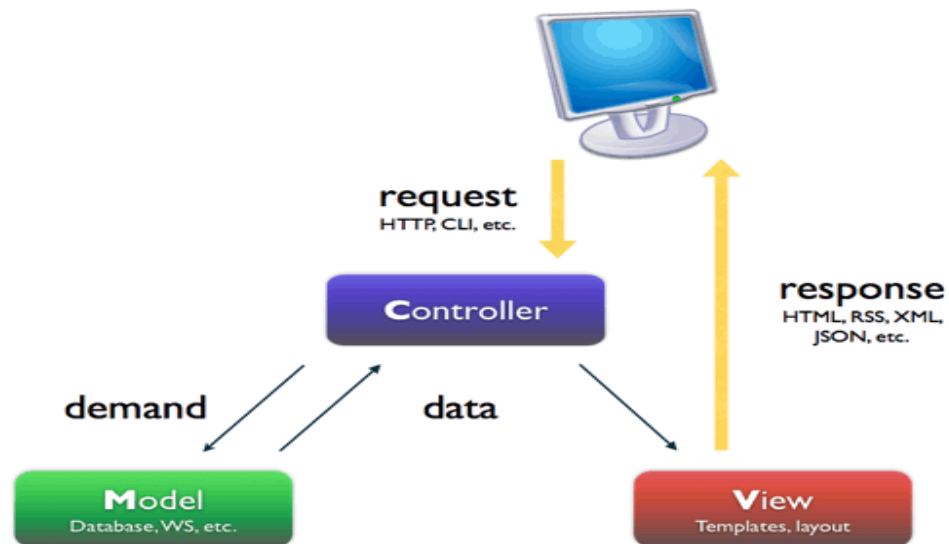 request
HTTP, CLI, etc.
Controller
response
HTML, RSS, XML,
JSON, etc.
demand
data
Model
Database, WS, etc.
View
Templates, layout